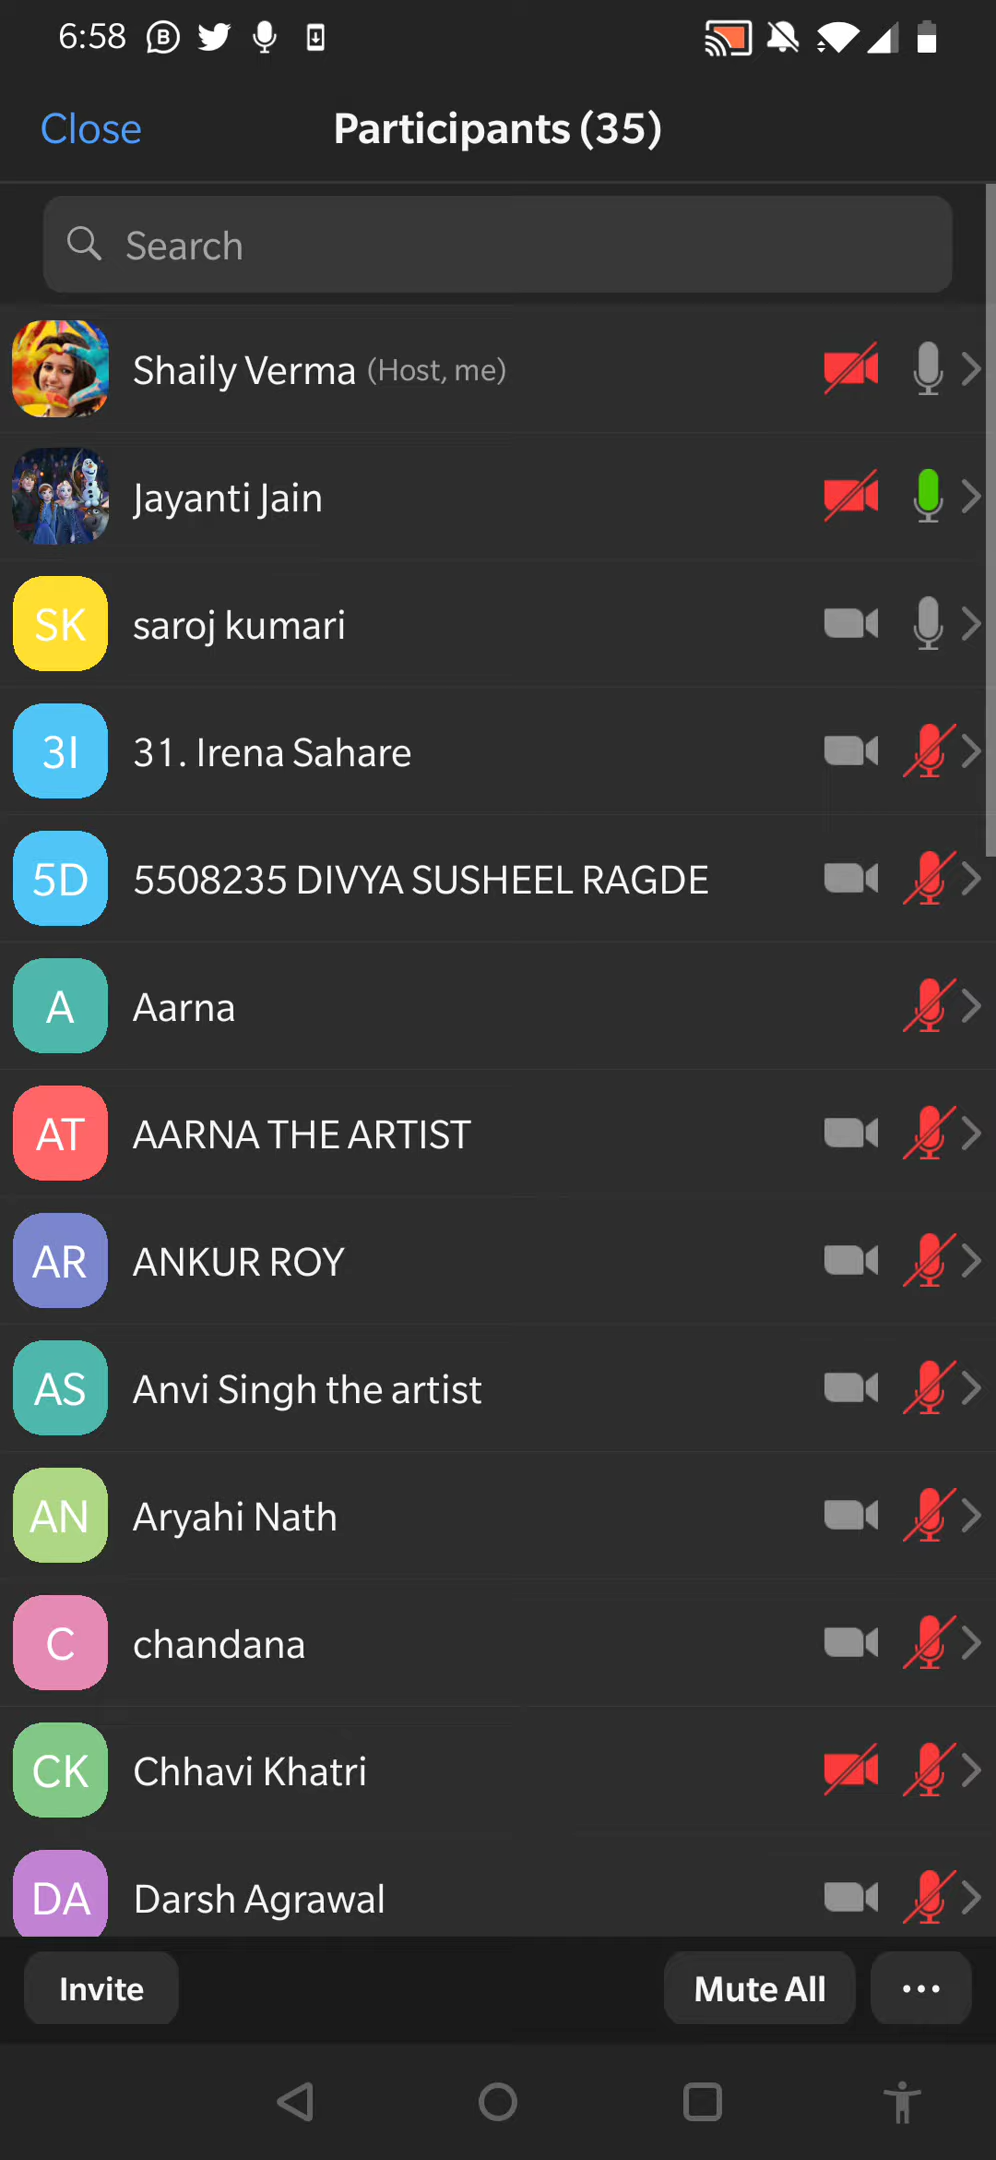 6:58
Close
Participants (35)
Search
Shaily Verma (Host, me)
Jayanti Jain
SK
saroj kumari
3I
31. Irena Sahare
5D
5508235 DIVYA SUSHEEL RAGDE
A
Aarna
AT
AARNA THE ARTIST
AR
ANKUR ROY
AS
Anvi Singh the artist
AN
Aryahi Nath
C
chandana
CK
Chhavi Khatri
DA
Darsh Agrawal
Invite
Mute All